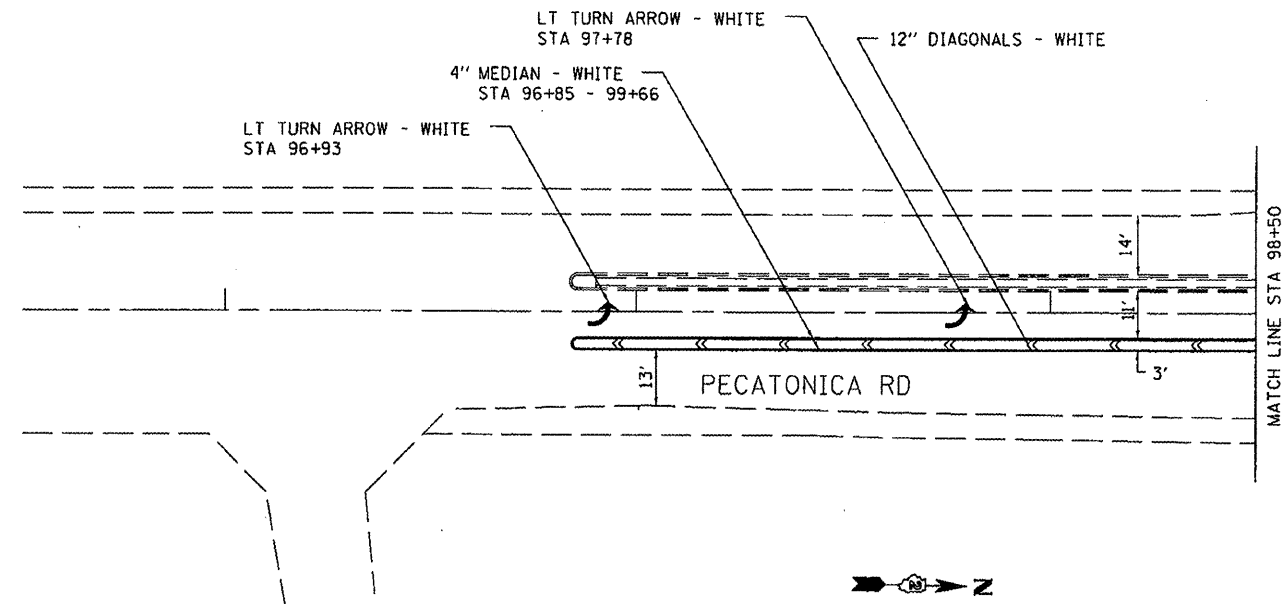 LT TURN ARROW - WHITE
STA 97+78
12" DIAGONALS - WHITE
4" MEDIAN - WHITE
STA 96+85 - 99+66
LT TURN ARROW - WHITE
STA 96+93
14'
11'
13'
3'
PECATONICA RD
MATCH LINE STA 98+50
N